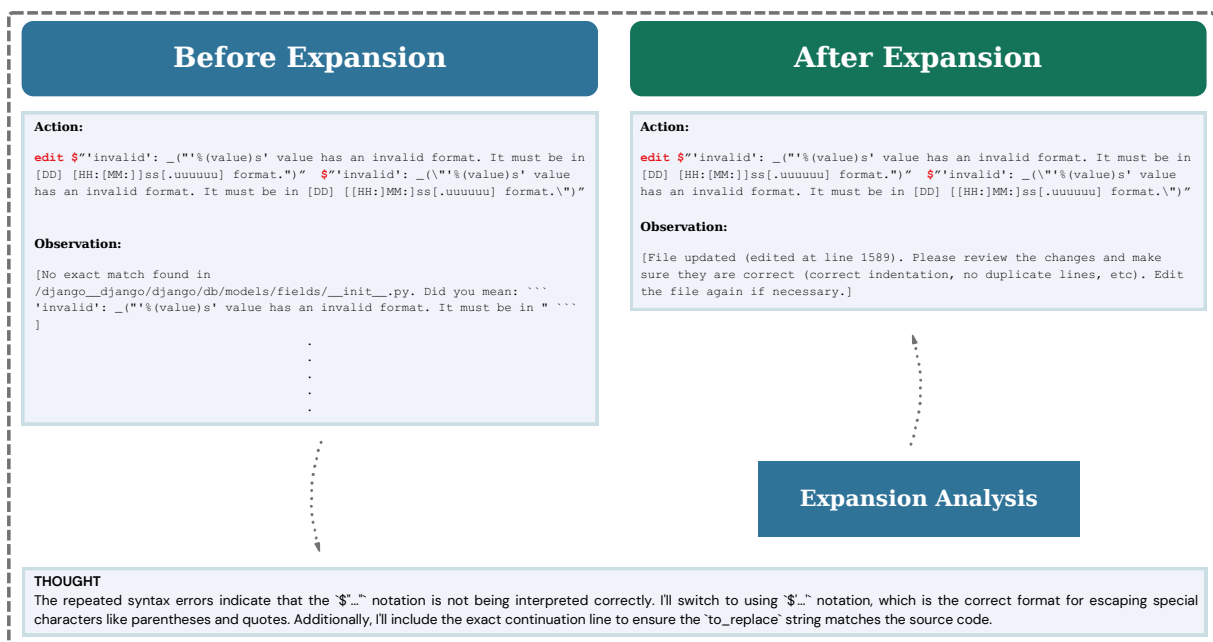 Before Expansion
Action:
edit $”'invalid': _("'%(value)s' value has an invalid format. It must be in
[DD] [HH:[MM:]]ss[.uuuuuu] format.")” $”'invalid': _(\"'%(value)s' value
has an invalid format. It must be in [DD] [[HH:]MM:]ss[.uuuuuu] format.\")”
Observation:
[No exact match found in
/django__django/django/db/models/fields/__init__.py. Did you mean: ```
'invalid': _("'%(value)s' value has an invalid format. It must be in " ```
]
.
.
.
.
.
After Expansion
Action:
edit $”'invalid': _("'%(value)s' value has an invalid format. It must be in
[DD] [HH:[MM:]]ss[.uuuuuu] format.")” $”'invalid': _(\"'%(value)s' value
has an invalid format. It must be in [DD] [[HH:]MM:]ss[.uuuuuu] format.\")”
Observation:
[File updated (edited at line 1589). Please review the changes and make
sure they are correct (correct indentation, no duplicate lines, etc). Edit
the file again if necessary.]
Expansion Analysis
THOUGHT
The repeated syntax errors indicate that the `$"…"` notation is not being interpreted correctly. I'll switch to using `$'…'` notation, which is the correct format for escaping special
characters like parentheses and quotes. Additionally, I'll include the exact continuation line to ensure the `to_replace` string matches the source code.